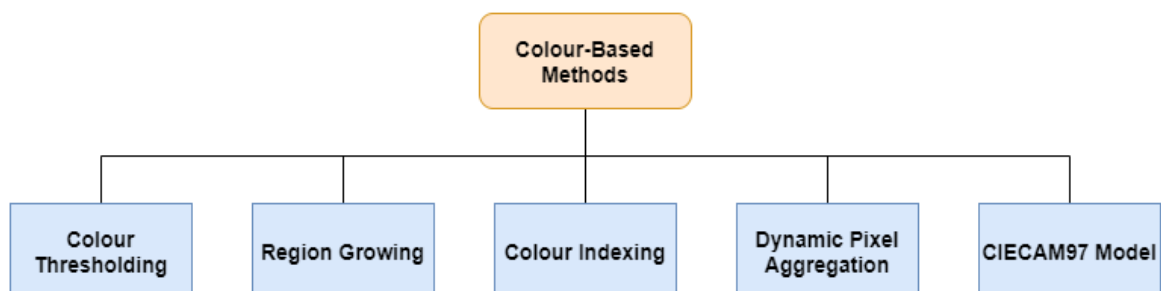 Colour-Based
Methods
Colour
Thresholding
Region Growing
Colour Indexing
Dynamic Pixel
Aggregation
CIECAM97 Model